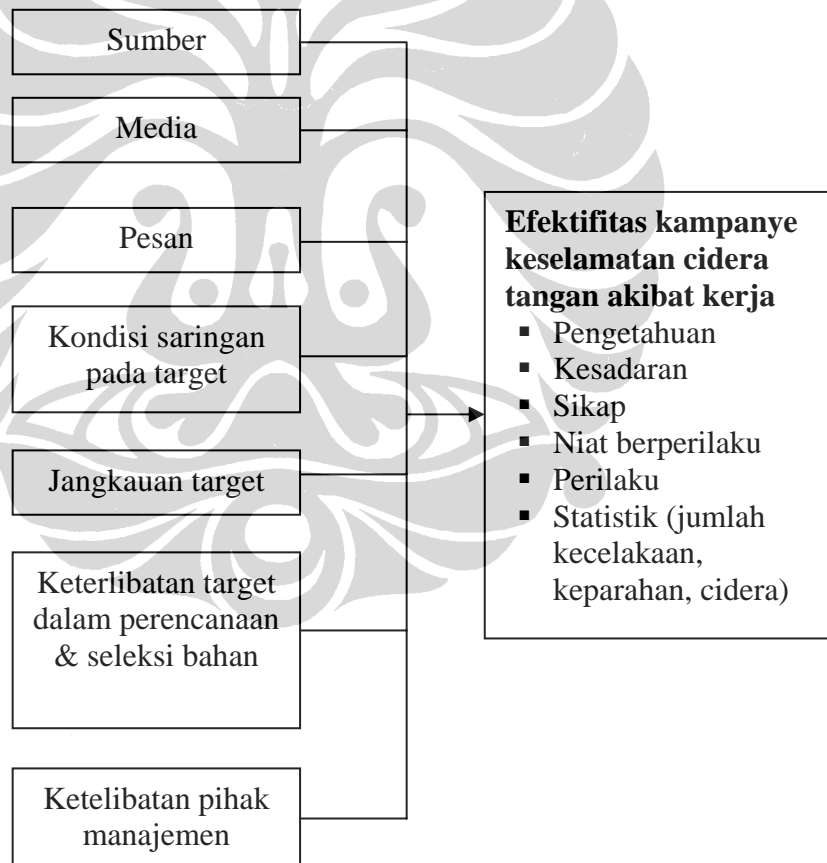 Sumber
Media
Pesan
Kondisi saringan
pada target
Jangkauan target
Keterlibatan target
dalam perencanaan
& seleksi bahan
Ketelibatan pihak
manajemen
Efektifitas kampanye
keselamatan cidera
tangan akibat kerja
▪ Pengetahuan
▪ Kesadaran
▪ Sikap
▪ Niat berperilaku
▪ Perilaku
▪ Statistik (jumlah
kecelakaan,
keparahan, cidera)